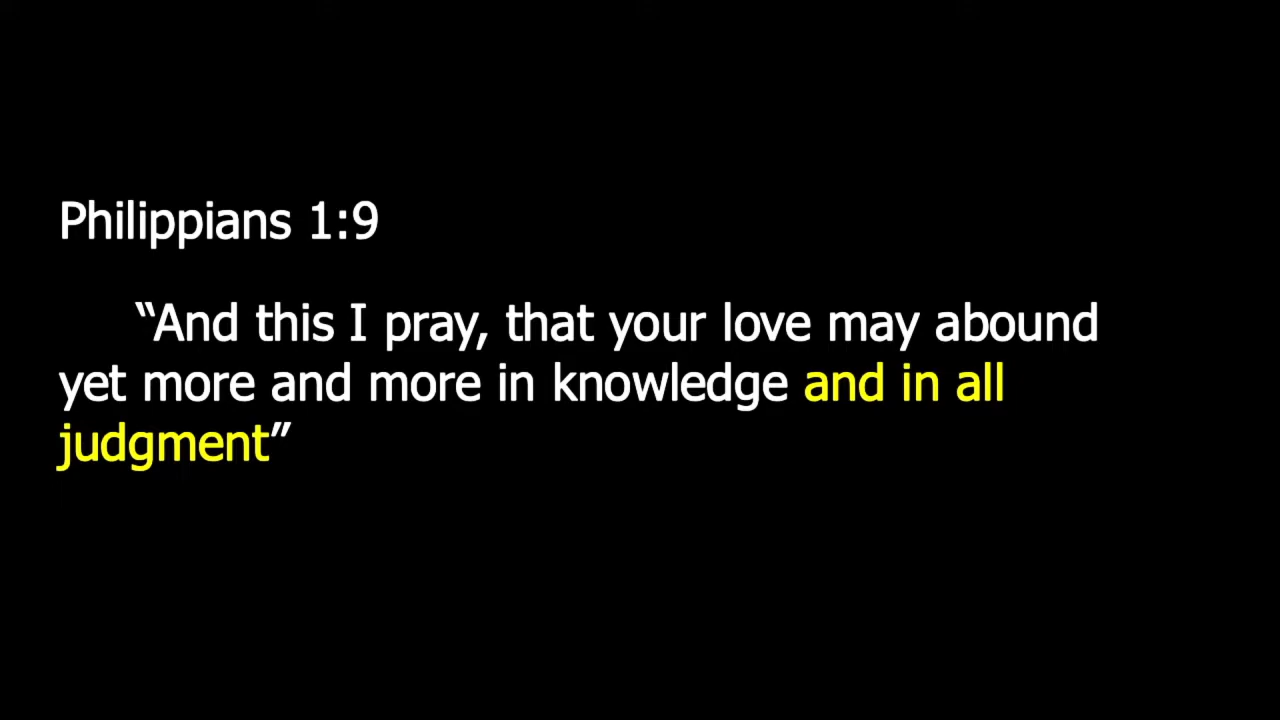 Philippians 1:9
“And this I pray, that your love may abound
yet more and more in knowledge and in all
judgment”